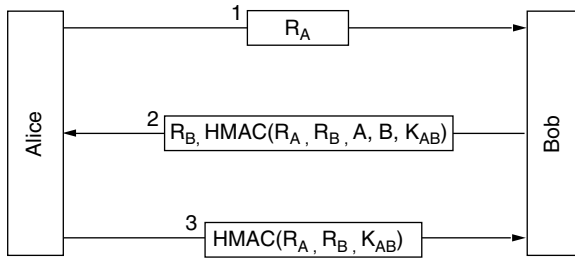 1
R_A
Alice
Bob
2
R_B, HMAC(R_A , R_B , A, B, K_AB)
3
HMAC(R_A , R_B , K_AB)